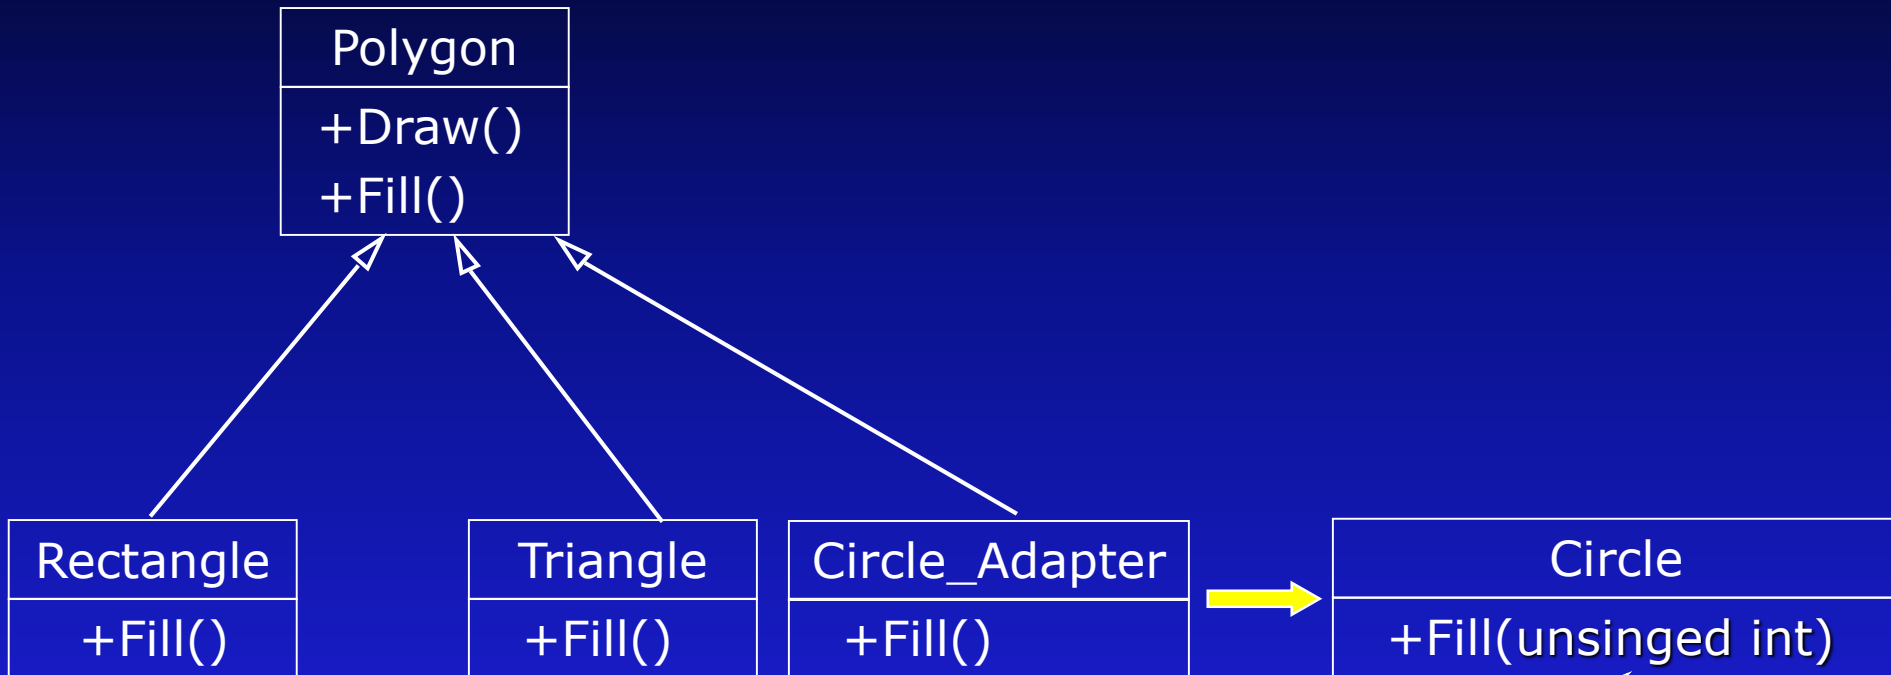 Polygon
+Draw()
+Fill()
Rectangle
+Fill()
Triangle
+Fill()
Circle_Adapter
+Fill()
Circle
+Fill(unsinged int)